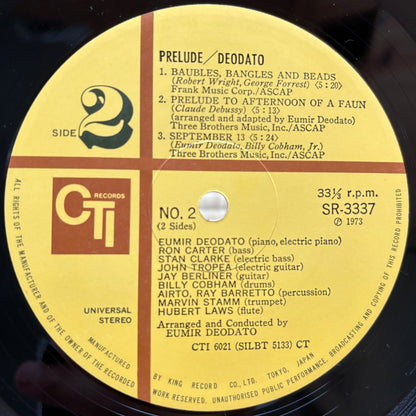 PRELUDE/DEODATO
1. BAUBLES, BANGLES AND BEADS
(Robert Wright, George Forrest) <5:20>
Frank Music Corp./ASCAP
2. PRELUDE TO AFTERNOON OF A FAUN
(Claude Debussy) <5:13>
(arranged and adapted by Eumir Deodato)
Three Brothers Music, Inc./ASCAP
3. SEPTEMBER 13 <5:24>
(Eumir Deodato, Billy Cobham, Jr.)
Three Brothers Music, Inc./ASCAP
SIDE 2
CTI RECORDS
NO. 2
(2 Sides)
33⅓ r.p.m.
SR-3337
Ⓟ 1973
EUMIR DEODATO (piano, electric piano)
RON CARTER (bass)
STAN CLARKE (electric bass)
JOHN TROPEA (electric guitar)
JAY BERLINER (guitar)
BILLY COBHAM (drums)
AIRTO, RAY BARRETO (percussion)
MARVIN STAMM (trumpet)
HUBERT LAWS (flute)
Arranged and Conducted by
EUMIR DEODATO
CTI 6021 (SILBT 5133) CT
UNIVERSAL
STEREO
ALL RIGHTS OF THE MANUFACTURER AND OF THE OWNER OF THE RECORDED WORK RESERVED. UNAUTHORISED PUBLIC PERFORMANCE, BROADCASTING AND COPYING OF THIS RECORD PROHIBITED.
MANUFACTURED BY KING RECORD CO., LTD. TOKYO, JAPAN